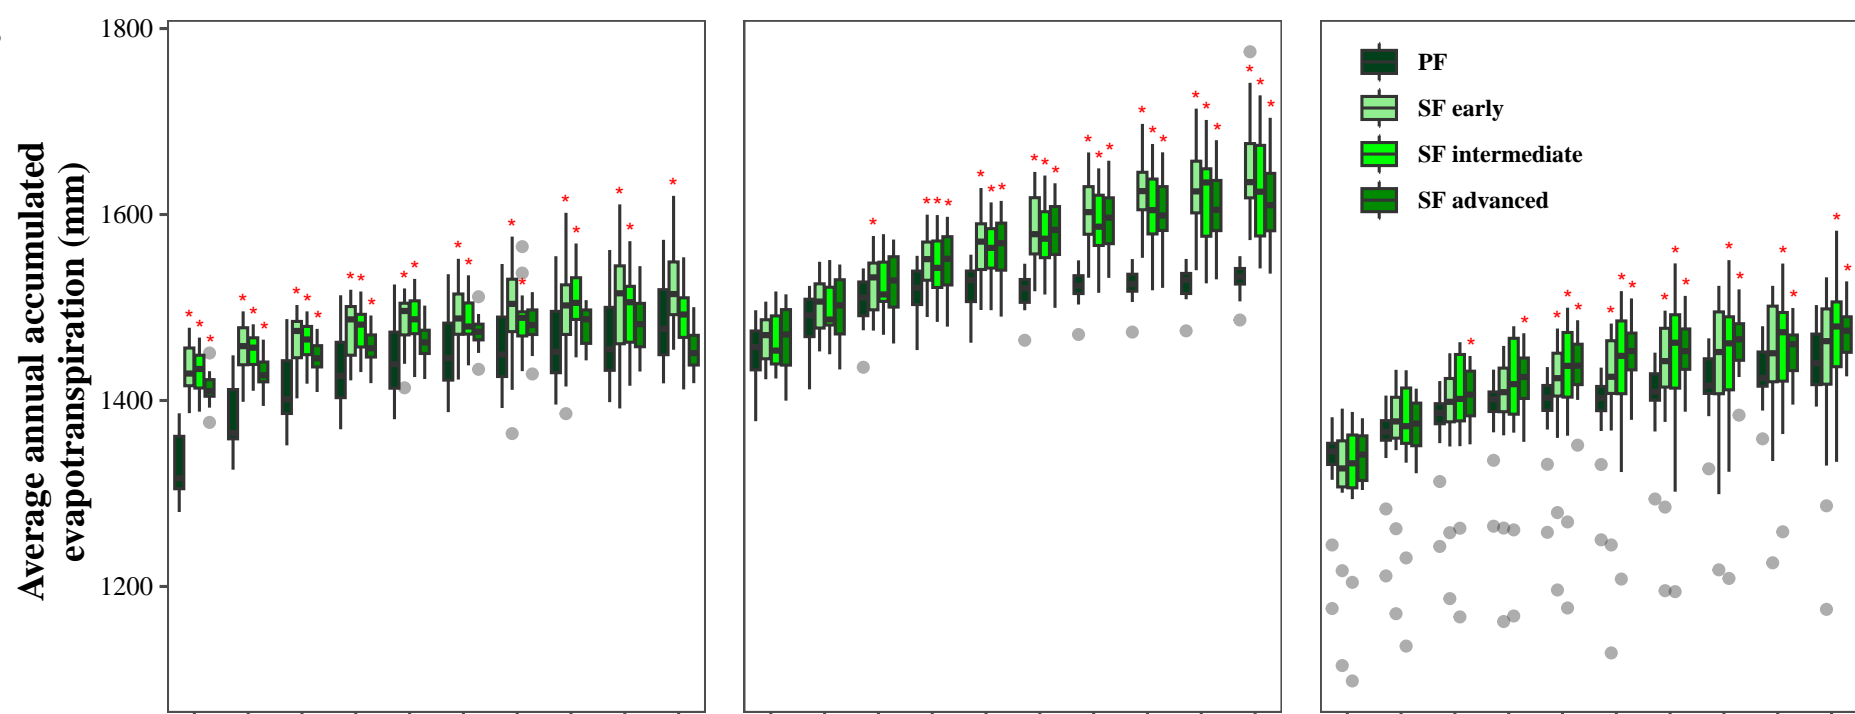 Average annual accumulated
evapotranspiration (mm)
1800
1600
1400
1200
PF
SF early
SF intermediate
SF advanced